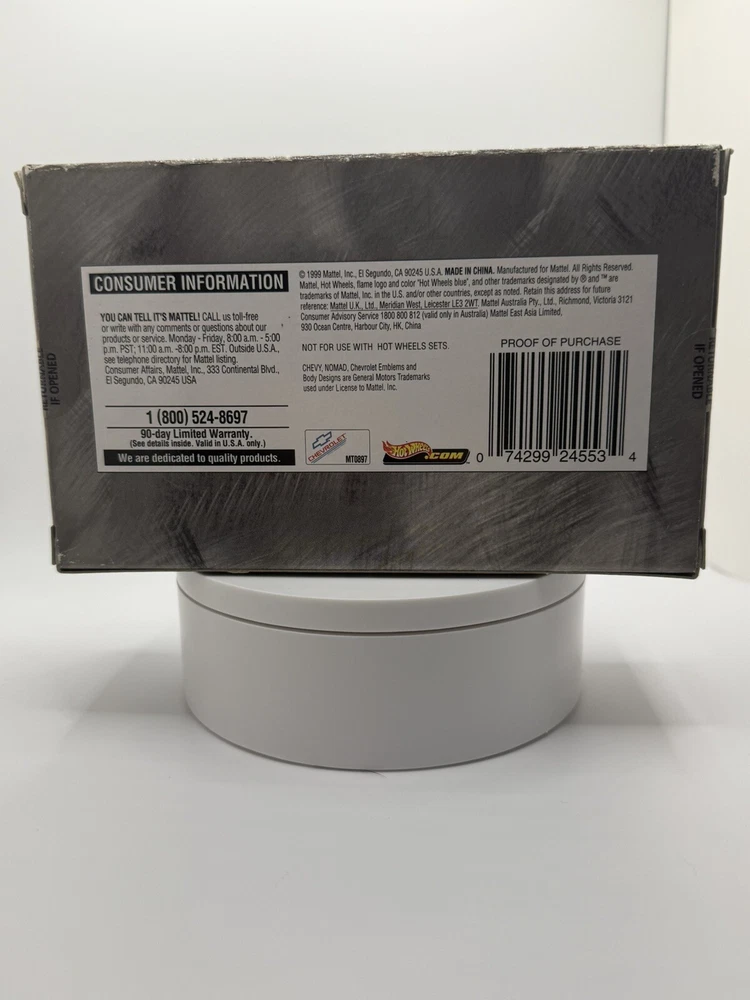 CONSUMER INFORMATION
YOU CAN TELL IT'S MATTEL! CALL us toll-free
or write with any comments or questions about our
products or service. Monday - Friday, 8:00 a.m. - 5:00
p.m. PST; 11:00 a.m. -8:00 p.m. EST. Outside U.S.A.,
see telephone directory for Mattel listing.
Consumer Affairs, Mattel, Inc., 333 Continental Blvd.,
El Segundo, CA 90245 USA
1 (800) 524-8697
90-day Limited Warranty.
(See details inside. Valid in U.S.A. only.)
We are dedicated to quality products.
© 1999 Mattel, Inc., El Segundo, CA 90245 U.S.A. MADE IN CHINA. Manufactured for Mattel. All Rights Reserved.
Mattel, Hot Wheels, flame logo and color "Hot Wheels blue", and other trademarks designated by ® and ™ are
trademarks of Mattel, Inc. in the U.S. and/or other countries, except as noted. Retain this address for future
reference: Mattel U.K., Ltd., Meridian West, Leicester LE3 2WT. Mattel Australia Pty., Ltd., Richmond, Victoria 3121
Consumer Advisory Service 1800 800 812 (valid only in Australia) Mattel East Asia Limited,
930 Ocean Centre, Harbour City, HK, China
NOT FOR USE WITH HOT WHEELS SETS.
CHEVY, NOMAD, Chevrolet Emblems and
Body Designs are General Motors Trademarks
used under License to Mattel, Inc.
CHEVROLET
MT0897
Hot Wheels
.COM
PROOF OF PURCHASE
0 74299 24553 4
IF OPENED
IF OPENED